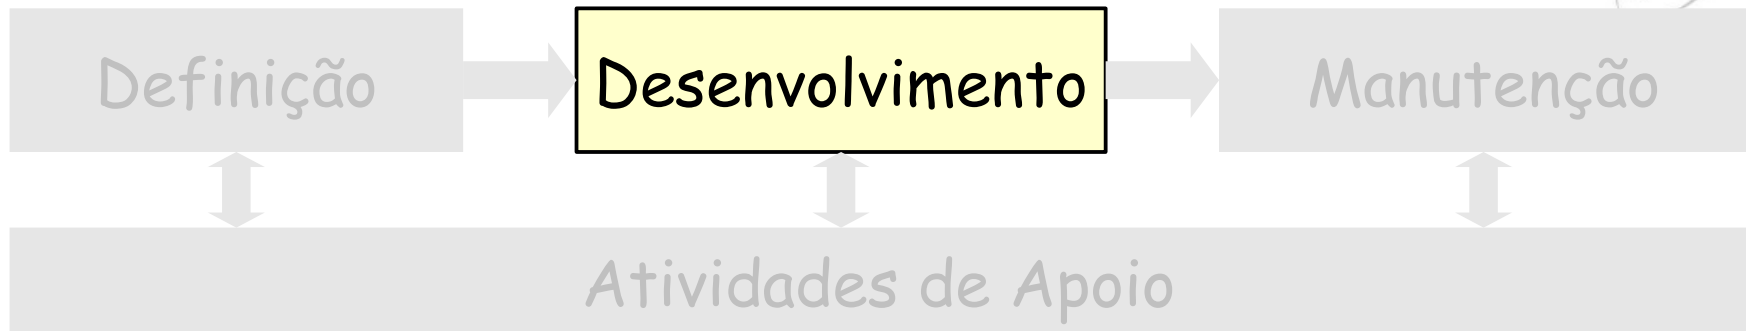 Definição
Desenvolvimento
Manutenção
Atividades de Apoio